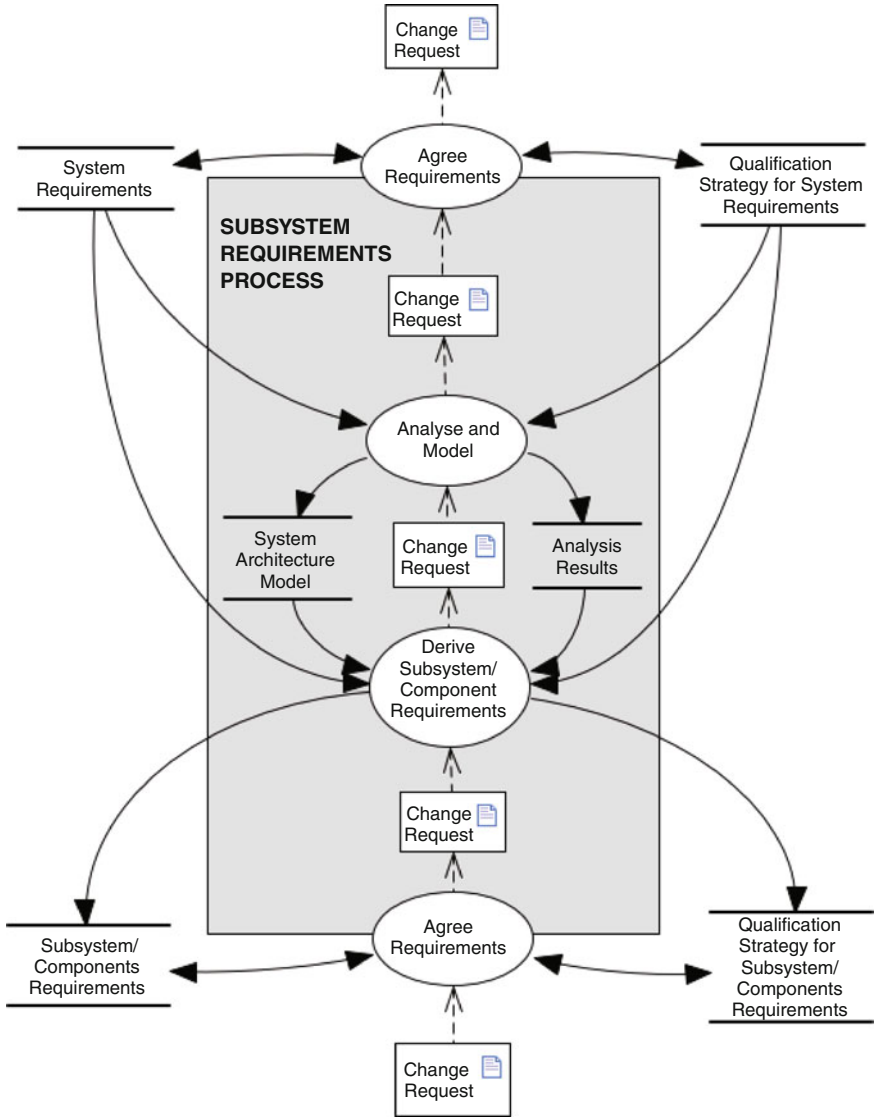 Change
Request
System
Requirements
Agree
Requirements
Qualification
Strategy for System
Requirements
SUBSYSTEM
REQUIREMENTS
PROCESS
Change
Request
Analyse and
Model
System
Architecture
Model
Change
Request
Analysis
Results
Derive
Subsystem/
Component
Requirements
Change
Request
Subsystem/
Components
Requirements
Agree
Requirements
Qualification
Strategy for
Subsystem/
Components
Requirements
Change
Request